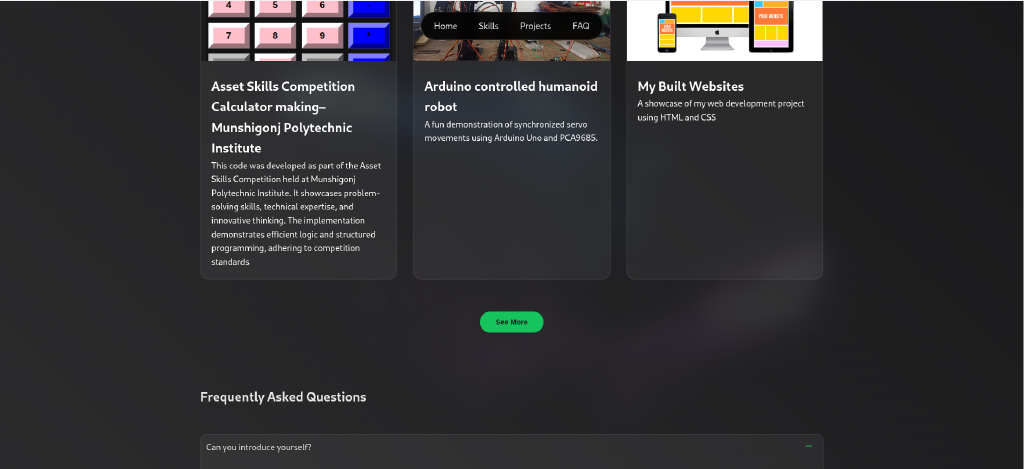 4 5 6
7 8 9 *
Home Skills Projects FAQ
YOUR WEBSITE
Asset Skills Competition
Calculator making–
Munshigonj Polytechnic
Institute
This code was developed as part of the Asset
Skills Competition held at Munshigonj
Polytechnic Institute. It showcases problem-
solving skills, technical expertise, and
innovative thinking. The implementation
demonstrates efficient logic and structured
programming, adhering to competition
standards
Arduino controlled humanoid
robot
A fun demonstration of synchronized servo
movements using Arduino Uno and PCA9685.
My Built Websites
A showcase of my web development project
using HTML and CSS
See More
Frequently Asked Questions
Can you introduce yourself?